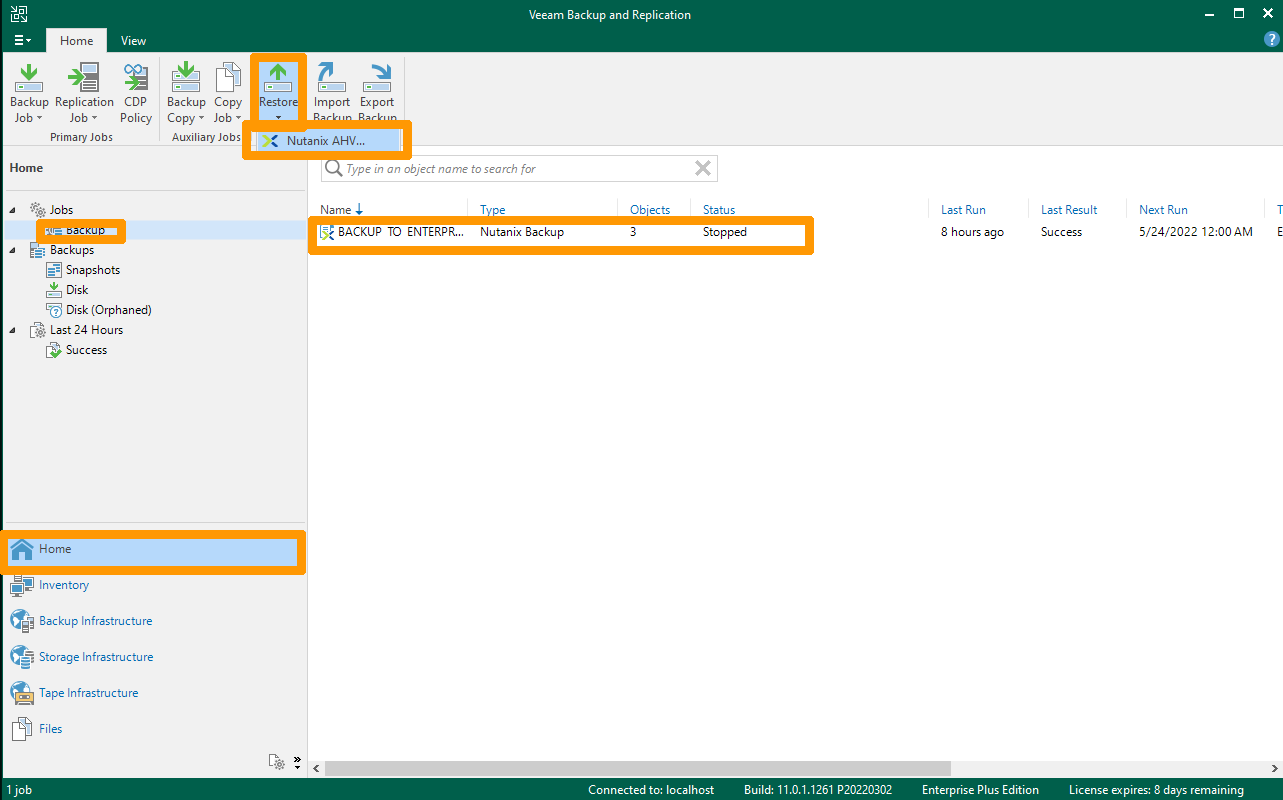 Veeam Backup and Replication
Home View
Backup Job Replication Job CDP Policy
Primary Jobs
Backup Copy Copy Job
Auxiliary Jobs
Restore
Import Backup Export Backup
Nutanix AHV...
Home
Type in an object name to search for
Jobs
Backup
Backups
Snapshots
Disk
Disk (Orphaned)
Last 24 Hours
Success
Name Type Objects Status Last Run Last Result Next Run T
BACKUP TO ENTERPR... Nutanix Backup 3 Stopped 8 hours ago Success 5/24/2022 12:00 AM E
Home
Inventory
Backup Infrastructure
Storage Infrastructure
Tape Infrastructure
Files
1 job Connected to: localhost Build: 11.0.1.1261 P20220302 Enterprise Plus Edition License expires: 8 days remaining